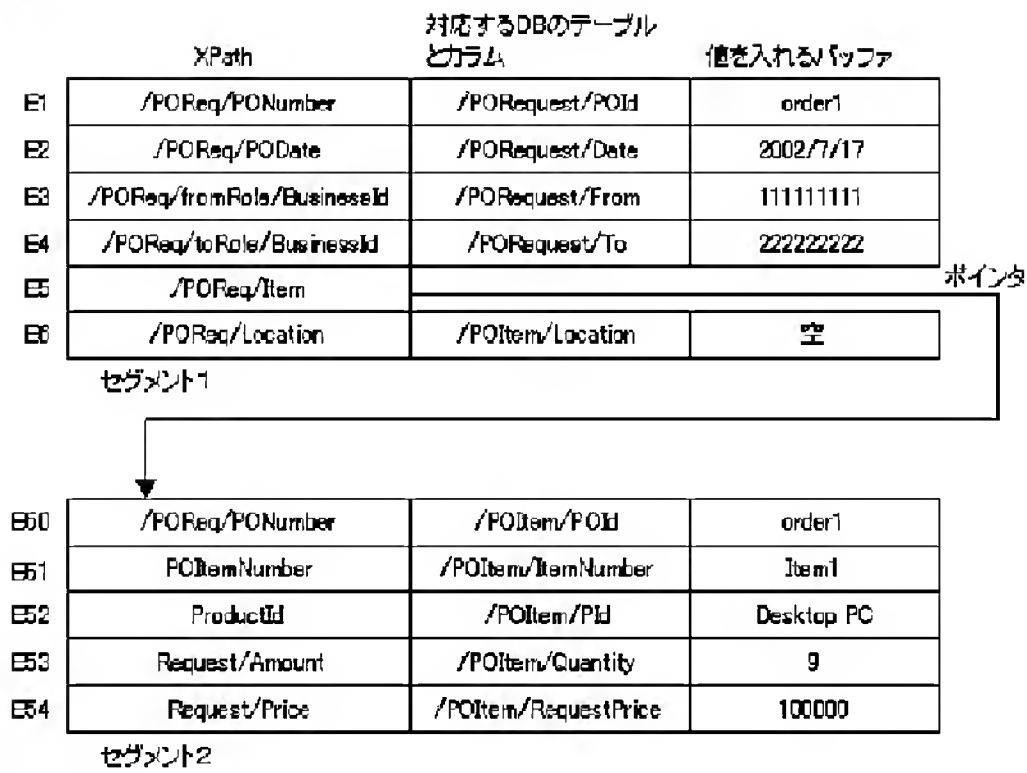 XPath
対応するDBのテーブル
とカラム
値を入れるバッファ
E1 /POReq/PONumber /PORequest/POId order1
E2 /POReq/PODate /PORequest/Date 2002/7/17
E3 /POReq/fromRole/BusinessId /PORequest/From 111111111
E4 /POReq/toRole/BusinessId /PORequest/To 222222222
E5 /POReq/Item ポインタ
E6 /POReq/Location /POItem/Location 空
セグメント1
E50 /POReq/PONumber /POItem/POId order1
E51 POItemNumber /POItem/ItemNumber Item1
E52 ProductId /POItem/PId Desktop PC
E53 Request/Amount /POItem/Quantity 9
E54 Request/Price /POItem/RequestPrice 100000
セグメント2